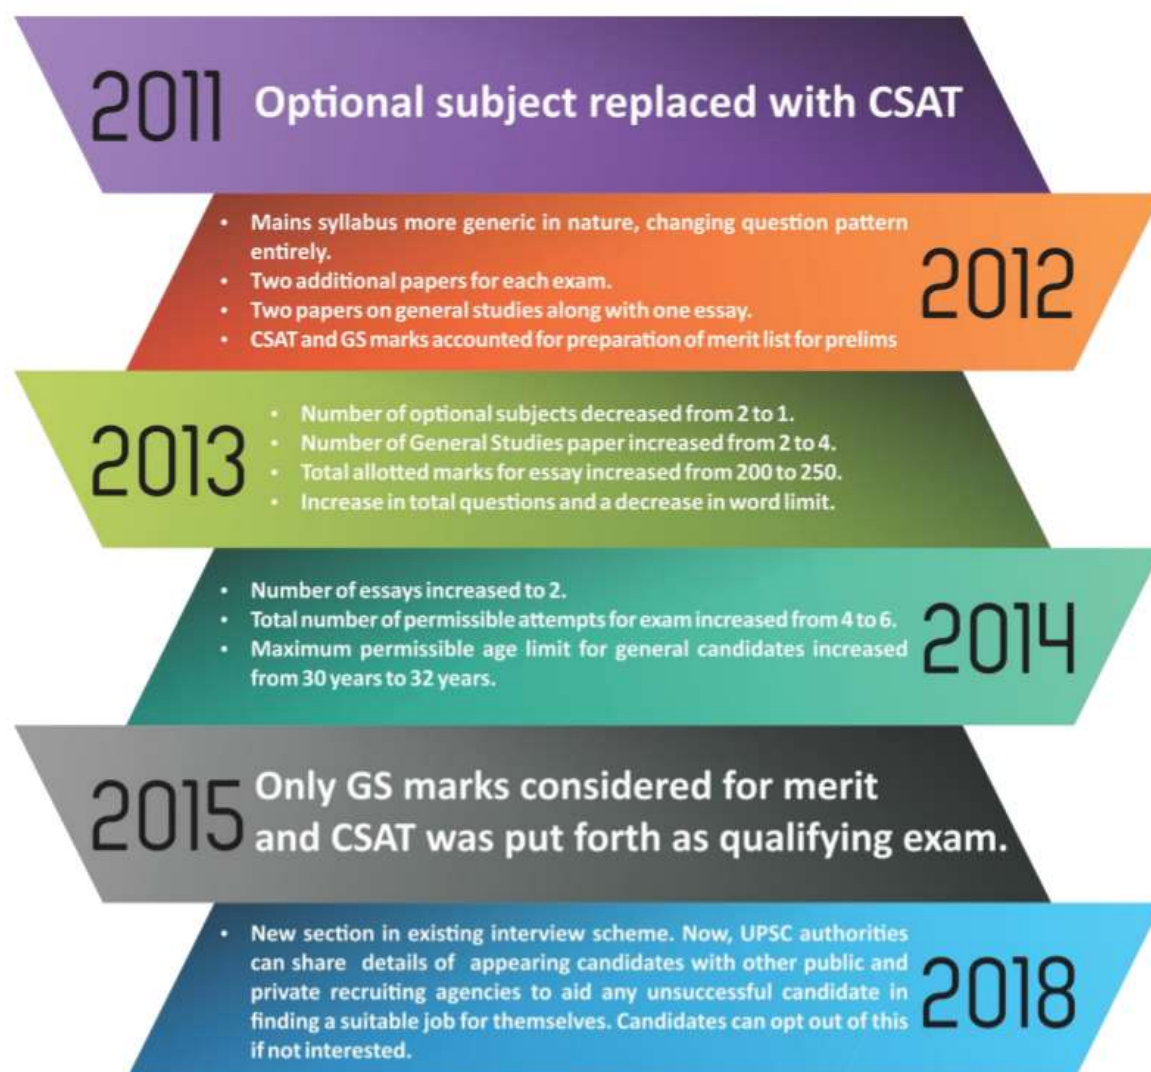 2011 Optional subject replaced with CSAT
• Mains syllabus more generic in nature, changing question pattern
entirely.
• Two additional papers for each exam.
• Two papers on general studies along with one essay.
• CSAT and GS marks accounted for preparation of merit list for prelims
2012
2013
• Number of optional subjects decreased from 2 to 1.
• Number of General Studies paper increased from 2 to 4.
• Total allotted marks for essay increased from 200 to 250.
• Increase in total questions and a decrease in word limit.
• Number of essays increased to 2.
• Total number of permissible attempts for exam increased from 4 to 6.
• Maximum permissible age limit for general candidates increased
from 30 years to 32 years.
2014
2015
Only GS marks considered for merit
and CSAT was put forth as qualifying exam.
• New section in existing interview scheme. Now, UPSC authorities
can share details of appearing candidates with other public and
private recruiting agencies to aid any unsuccessful candidate in
finding a suitable job for themselves. Candidates can opt out of this
if not interested.
2018